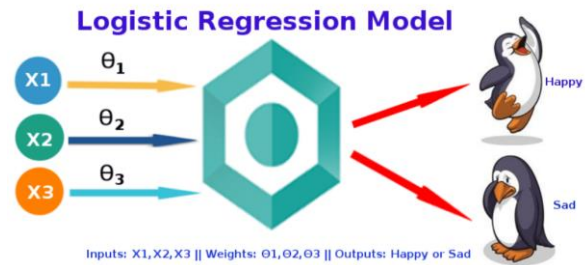 Logistic Regression Model
X1
θ1
X2
θ2
X3
θ3
Happy
Sad
Inputs: X1,X2,X3 || Weights: Θ1,Θ2,Θ3 || Outputs: Happy or Sad